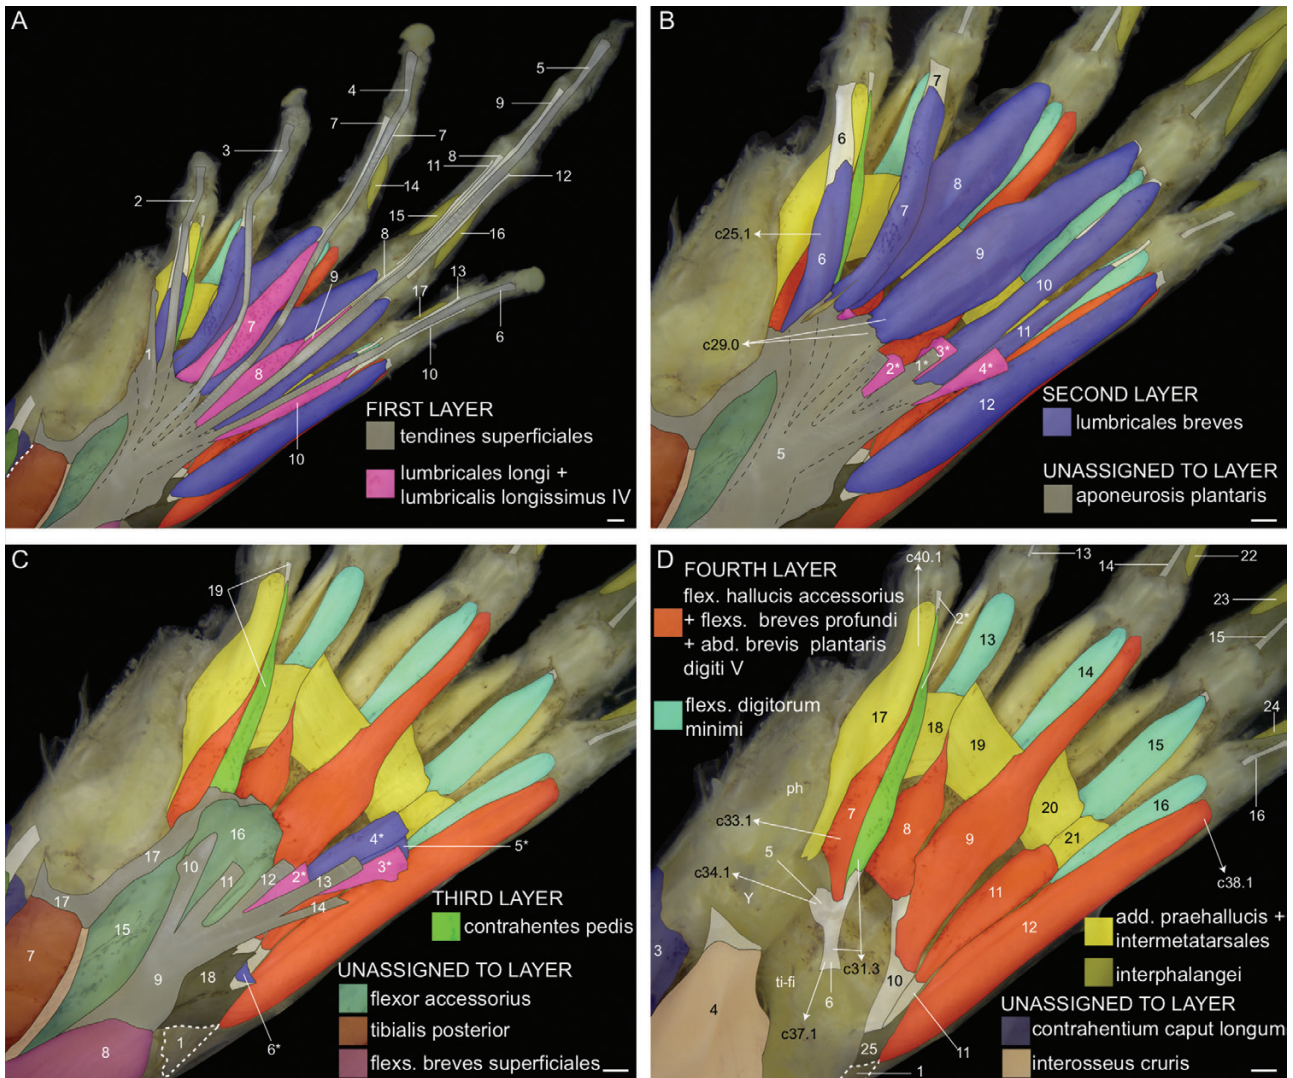 A
5
4
9
3
7
7
8
11
12
2
14
15
16
8
13
9
17
6
7
1
8
10
FIRST LAYER
tendines superficiales
10
lumbricales longi +
lumbricalis longissimus IV
B
7
6
8
7
c25.1
9
6
10
c29.0
11
3*
1*
2*
4*
12
SECOND LAYER
lumbricales breves
5
UNASSIGNED TO LAYER
aponeurosis plantaris
C
19
16
4*
5*
17
10
3*
12
2*
13
11
14
17
THIRD LAYER
15
contrahentes pedis
7
9
18
UNASSIGNED TO LAYER
flexor accessorius
tibialis posterior
8
1
6*
flexs. breves superficiales
D
c40.1
13
14
22
FOURTH LAYER
flex. hallucis accessorius
+ flexs. breves profundi
+ abd. brevis plantaris
digiti V
23
2*
15
13
14
flexs. digitorum
minimi
24
17
18
19
15
ph
16
16
7
20
c33.1
8
9
21
5
c34.1
11
c38.1
Y
12
add. praehallucis +
intermetatarsales
3
c31.3
interphalangei
ti-fi
6
10
4
UNASSIGNED TO LAYER
contrahentium caput longum
c37.1
25
11
interosseus cruris
1